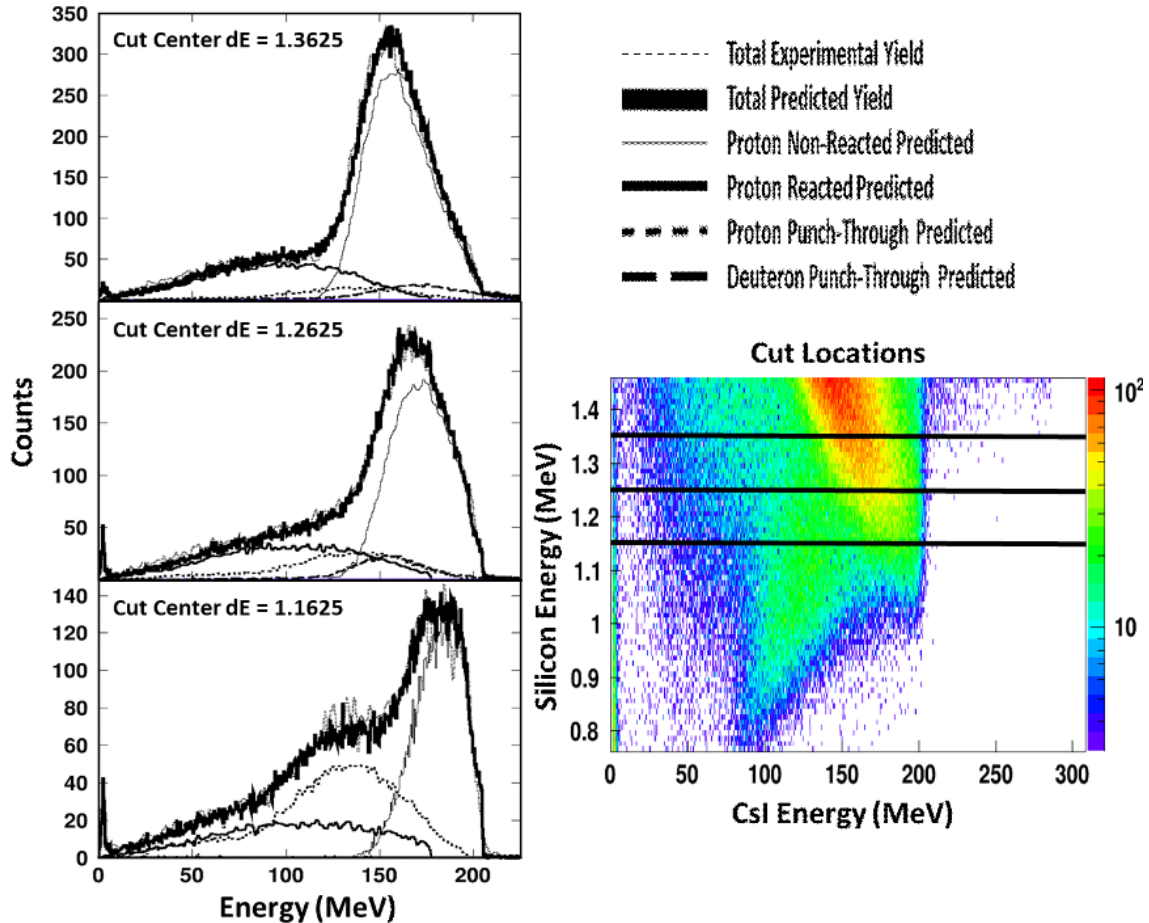 Cut Center dE = 1.3625
350
300
250
200
150
100
50
Cut Center dE = 1.2625
250
200
150
100
50
Cut Center dE = 1.1625
140
120
100
80
60
40
20
0
0 50 100 150 200
Counts
Energy (MeV)
Total Experimental Yield
Total Predicted Yield
Proton Non-Reacted Predicted
Proton Reacted Predicted
Proton Punch-Through Predicted
Deuteron Punch-Through Predicted
Cut Locations
1.4
1.3
1.2
1.1
1
0.9
0.8
0 50 100 150 200 250 300
Silicon Energy (MeV)
CsI Energy (MeV)
10²
10